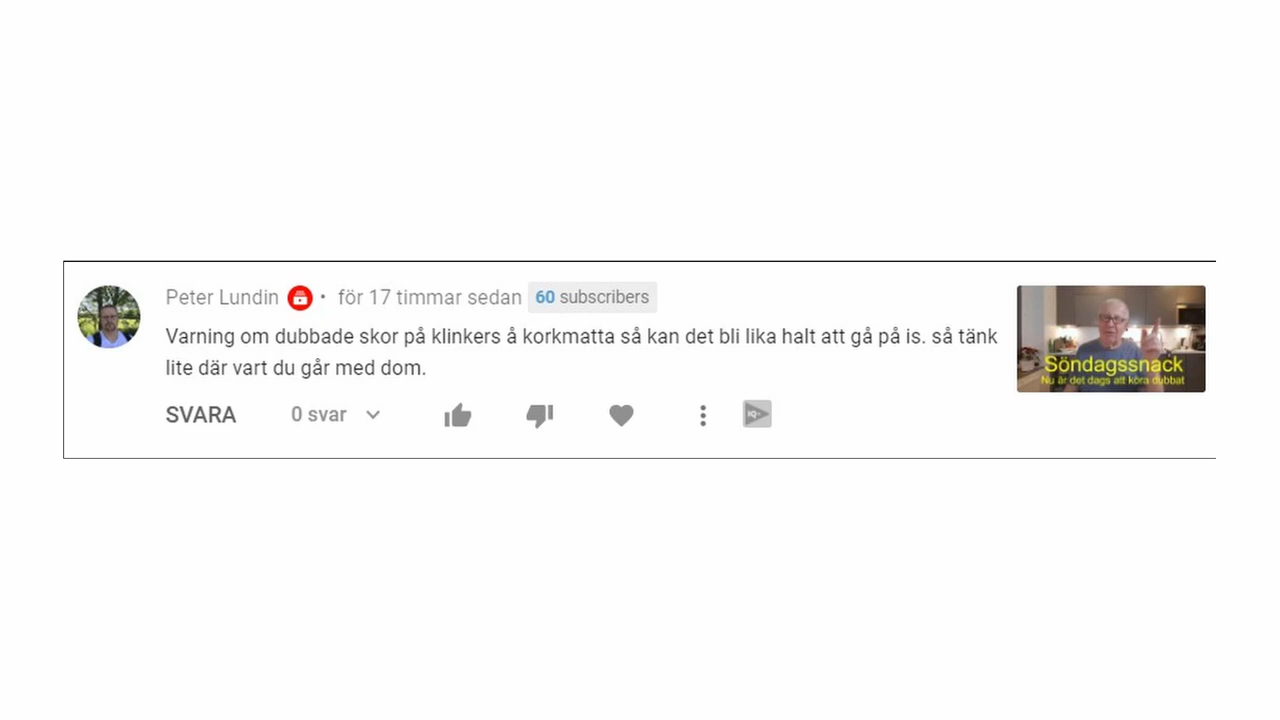 Peter Lundin • för 17 timmar sedan 60 subscribers
Varning om dubbade skor på klinkers å korkmatta så kan det bli lika halt att gå på is. så tänk
lite där vart du går med dom.
SVARA 0 svar IQ
Söndagssnack
Nu är det dags att köra dubbat